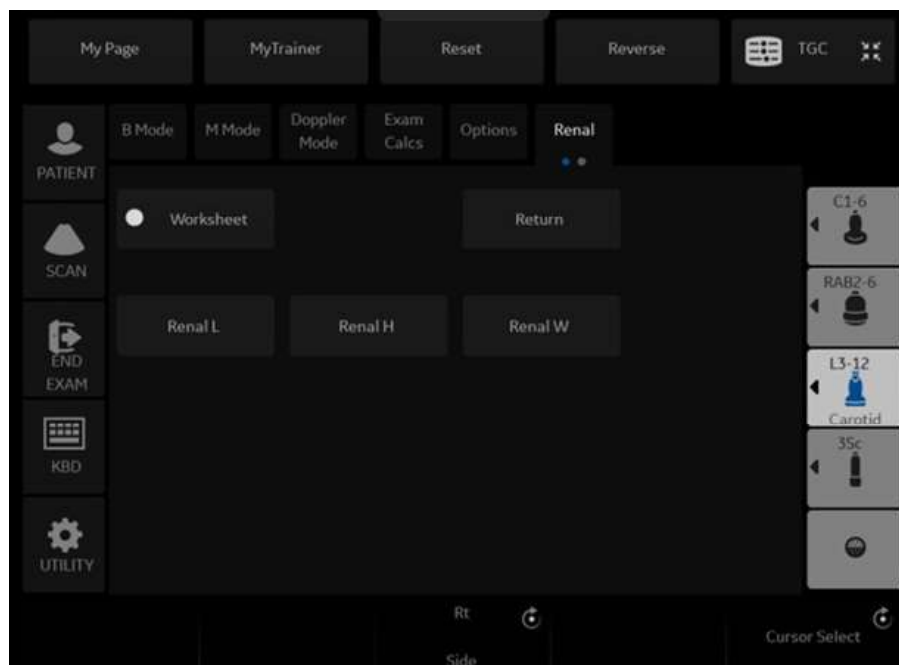 My Page
MyTrainer
Reset
Reverse
TGC
PATIENT
SCAN
END
EXAM
KBD
UTILITY
B Mode
M Mode
Doppler
Mode
Exam
Calcs
Options
Renal
Worksheet
Return
Renal L
Renal H
Renal W
C1-6
RAB2-6
L3-12
Carotid
3Sc
Rt
Side
Cursor Select